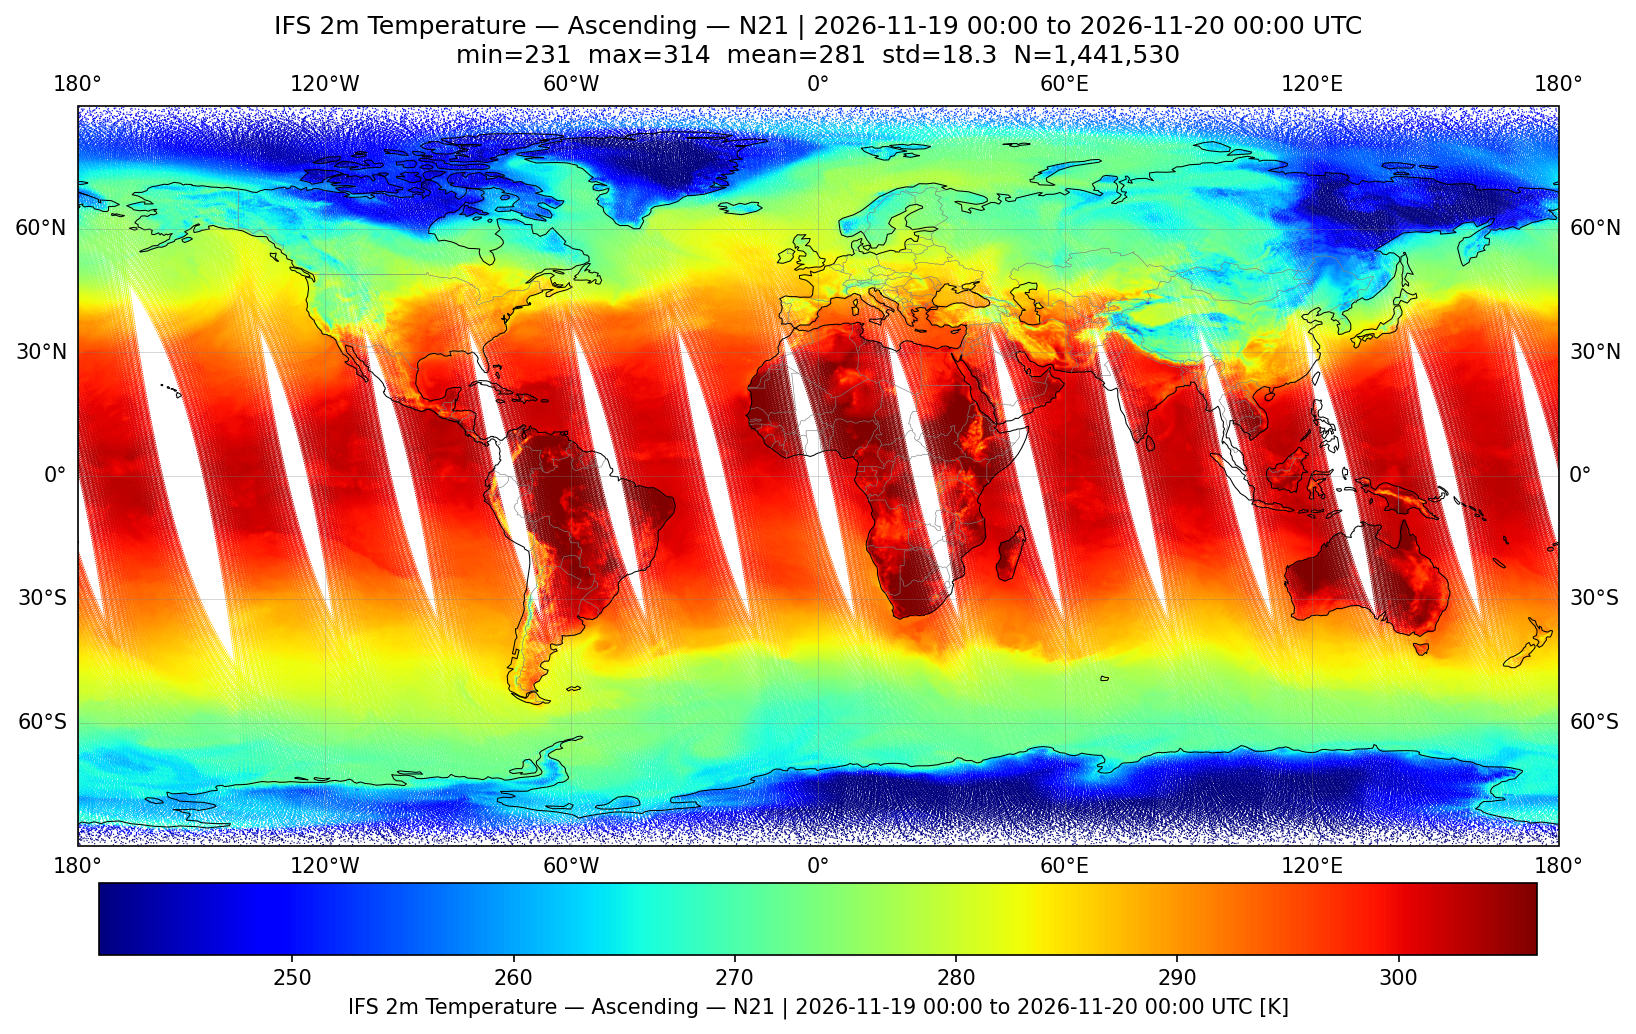 IFS 2m Temperature — Ascending — N21 | 2026-11-19 00:00 to 2026-11-20 00:00 UTC
min=231  max=314  mean=281  std=18.3  N=1,441,530
180° 120°W 60°W 0° 60°E 120°E 180°
60°N 60°N
30°N 30°N
0° 0°
30°S 30°S
60°S 60°S
180° 120°W 60°W 0° 60°E 120°E 180°
250 260 270 280 290 300
IFS 2m Temperature — Ascending — N21 | 2026-11-19 00:00 to 2026-11-20 00:00 UTC [K]